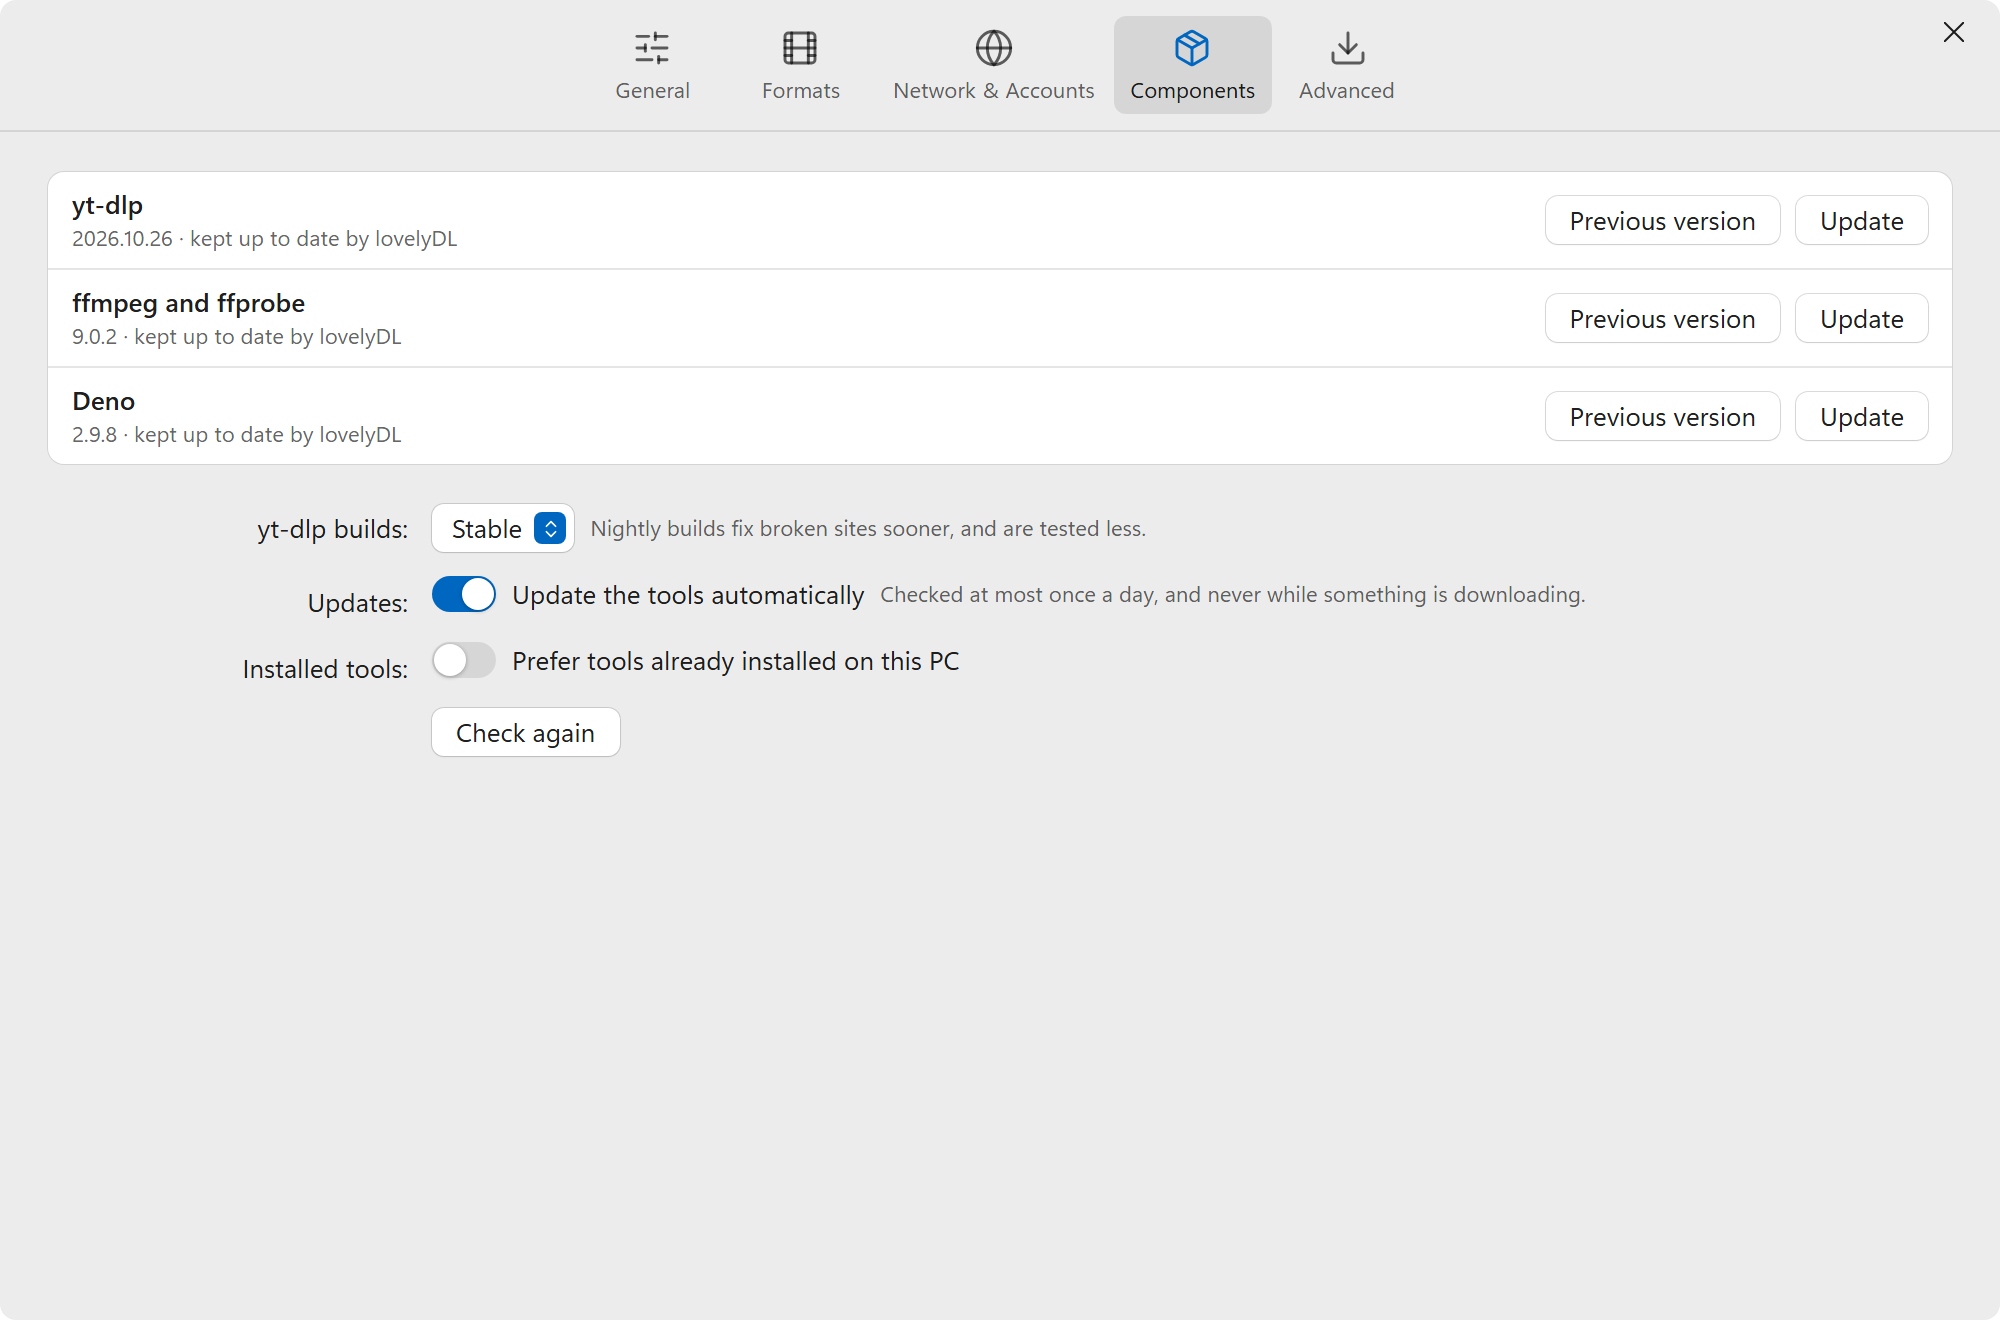 General
Formats
Network & Accounts
Components
Advanced
yt-dlp
2026.10.26 · kept up to date by lovelyDL
Previous version
Update
ffmpeg and ffprobe
9.0.2 · kept up to date by lovelyDL
Previous version
Update
Deno
2.9.8 · kept up to date by lovelyDL
Previous version
Update
yt-dlp builds:
Stable
Nightly builds fix broken sites sooner, and are tested less.
Updates:
Update the tools automatically
Checked at most once a day, and never while something is downloading.
Installed tools:
Prefer tools already installed on this PC
Check again